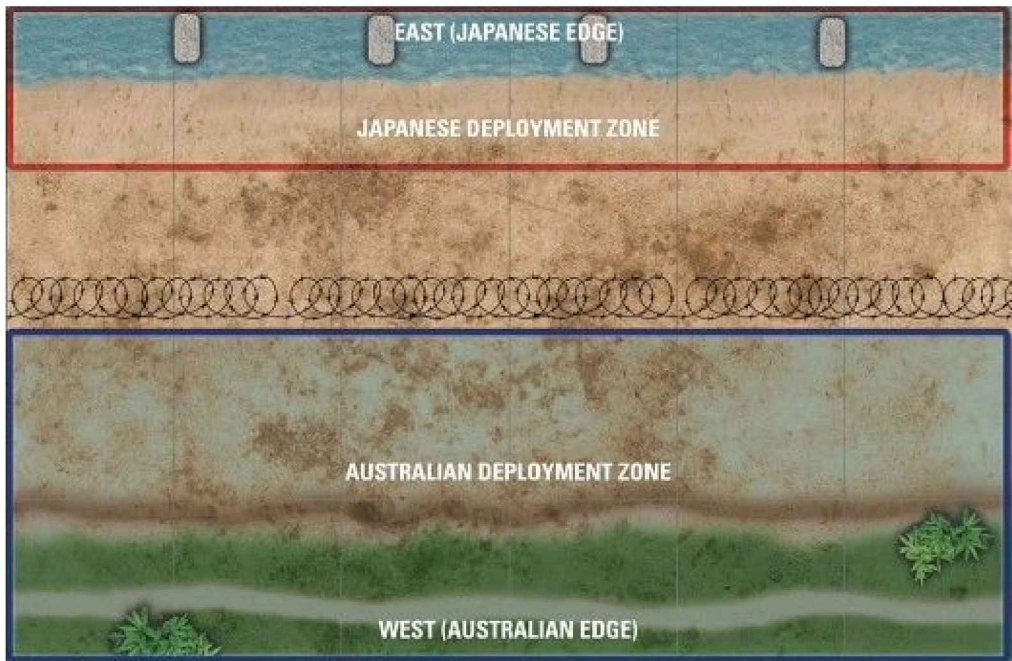 EAST (JAPANESE EDGE)
JAPANESE DEPLOYMENT ZONE
AUSTRALIAN DEPLOYMENT ZONE
WEST (AUSTRALIAN EDGE)